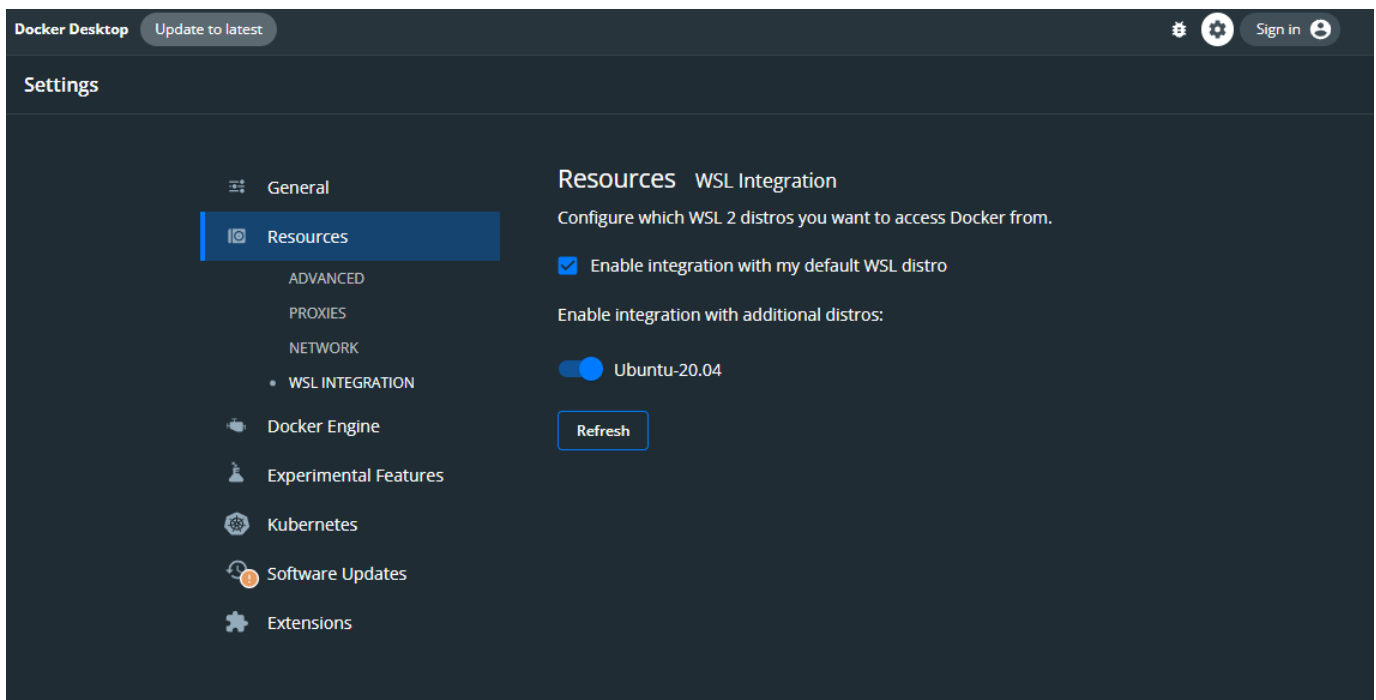 Docker Desktop Update to latest Sign in
Settings
General
Resources
ADVANCED
PROXIES
NETWORK
WSL INTEGRATION
Docker Engine
Experimental Features
Kubernetes
Software Updates
Extensions
Resources WSL Integration
Configure which WSL 2 distros you want to access Docker from.
Enable integration with my default WSL distro
Enable integration with additional distros:
Ubuntu-20.04
Refresh